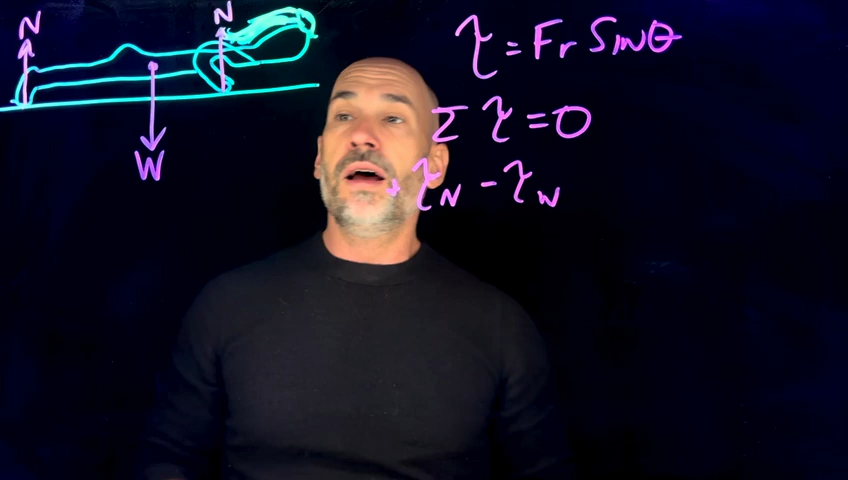 N N
W
τ = Fr Sinθ
Σ τ = 0
+ τN - τW